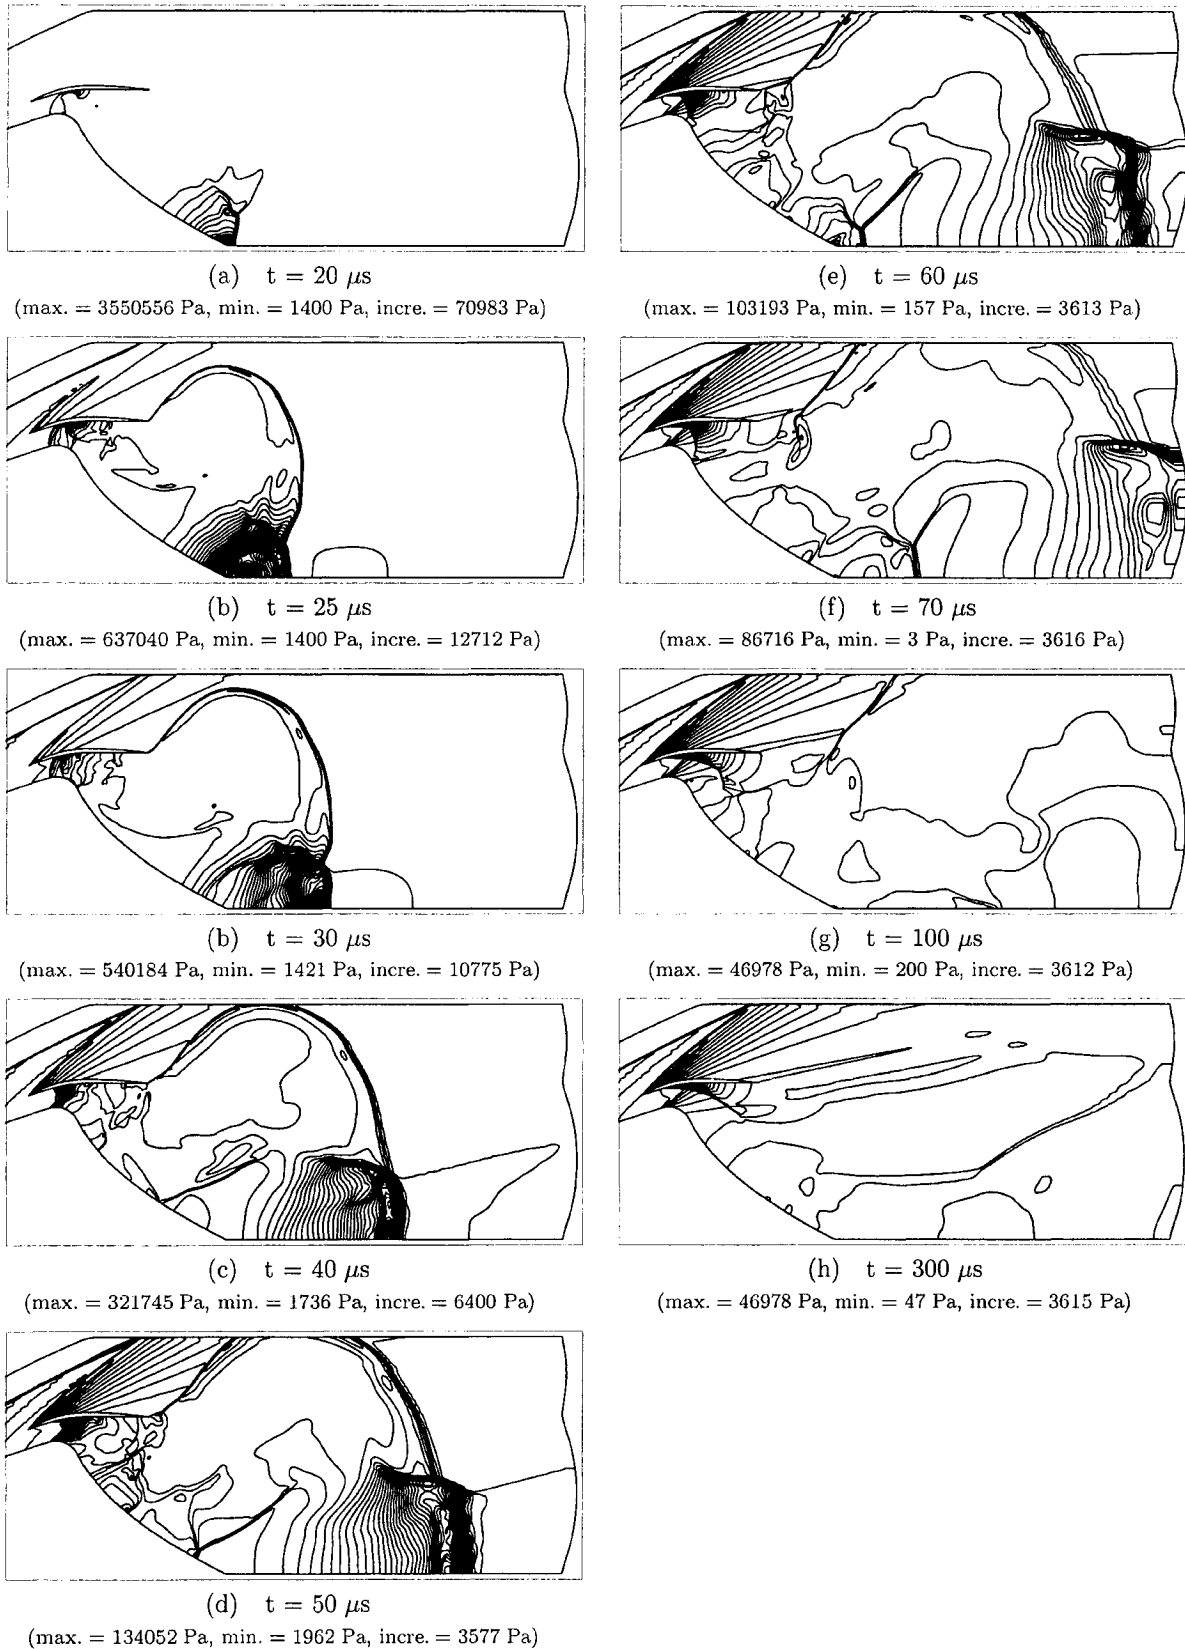 (a) t = 20 μs
(max. = 3550556 Pa, min. = 1400 Pa, incre. = 70983 Pa)
(b) t = 25 μs
(max. = 637040 Pa, min. = 1400 Pa, incre. = 12712 Pa)
(b) t = 30 μs
(max. = 540184 Pa, min. = 1421 Pa, incre. = 10775 Pa)
(c) t = 40 μs
(max. = 321745 Pa, min. = 1736 Pa, incre. = 6400 Pa)
(d) t = 50 μs
(max. = 134052 Pa, min. = 1962 Pa, incre. = 3577 Pa)
(e) t = 60 μs
(max. = 103193 Pa, min. = 157 Pa, incre. = 3613 Pa)
(f) t = 70 μs
(max. = 86716 Pa, min. = 3 Pa, incre. = 3616 Pa)
(g) t = 100 μs
(max. = 46978 Pa, min. = 200 Pa, incre. = 3612 Pa)
(h) t = 300 μs
(max. = 46978 Pa, min. = 47 Pa, incre. = 3615 Pa)